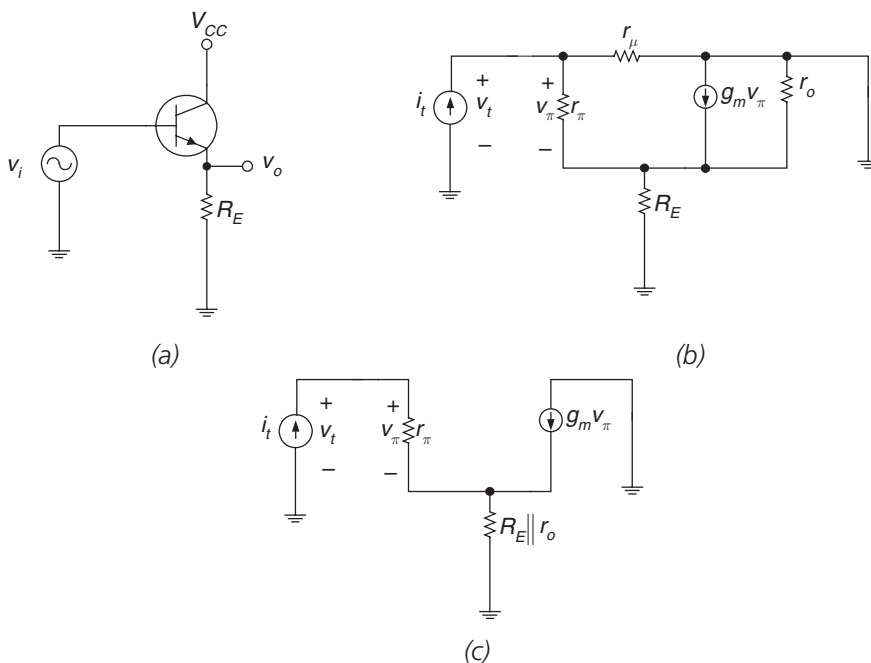 V_CC
v_i
v_o
R_E
(a)
r_μ
i_t
+
v_t
−
+
v_π r_π
−
g_m v_π
r_o
R_E
(b)
i_t
+
v_t
−
+
v_π r_π
−
g_m v_π
R_E||r_o
(c)